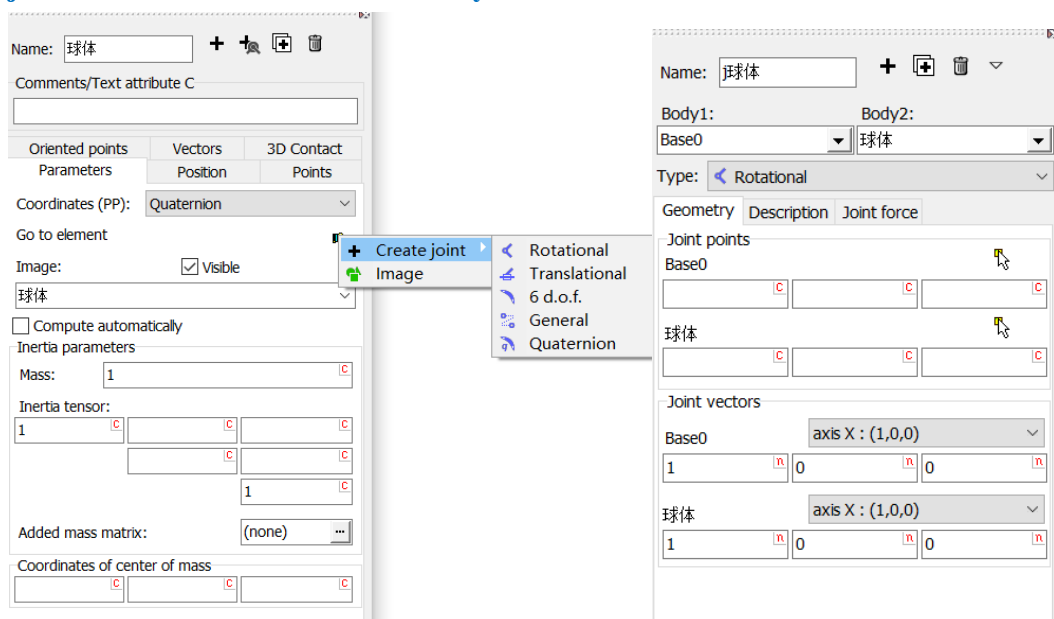 Name: 球体
Comments/Text attribute C
Oriented points Vectors 3D Contact
Parameters Position Points
Coordinates (PP): Quaternion
Go to element
Image: Visible
球体
Compute automatically
Inertia parameters
Mass: 1 C
Inertia tensor:
1 C C C
C C
1 C
Added mass matrix: (none) ...
Coordinates of center of mass
C C C
Create joint
Image
Rotational
Translational
6 d.o.f.
General
Quaternion
Name: j球体
Body1: Body2:
Base0 球体
Type: Rotational
Geometry Description Joint force
Joint points
Base0
C C C
球体
C C C
Joint vectors
Base0 axis X : (1,0,0)
1 n 0 n 0 n
球体 axis X : (1,0,0)
1 n 0 n 0 n